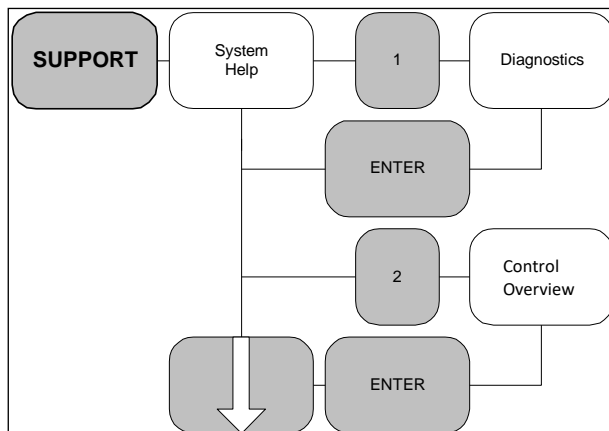 SUPPORT
System
Help
1
Diagnostics
ENTER
2
Control
Overview
ENTER